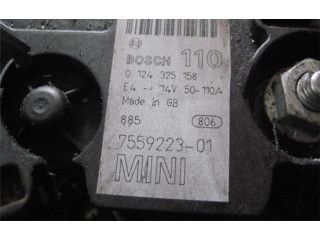 BOSCH 110
0 124 325 158
E4 -- 14V 50-110A
Made in GB
885 806
7559223-01
MINI